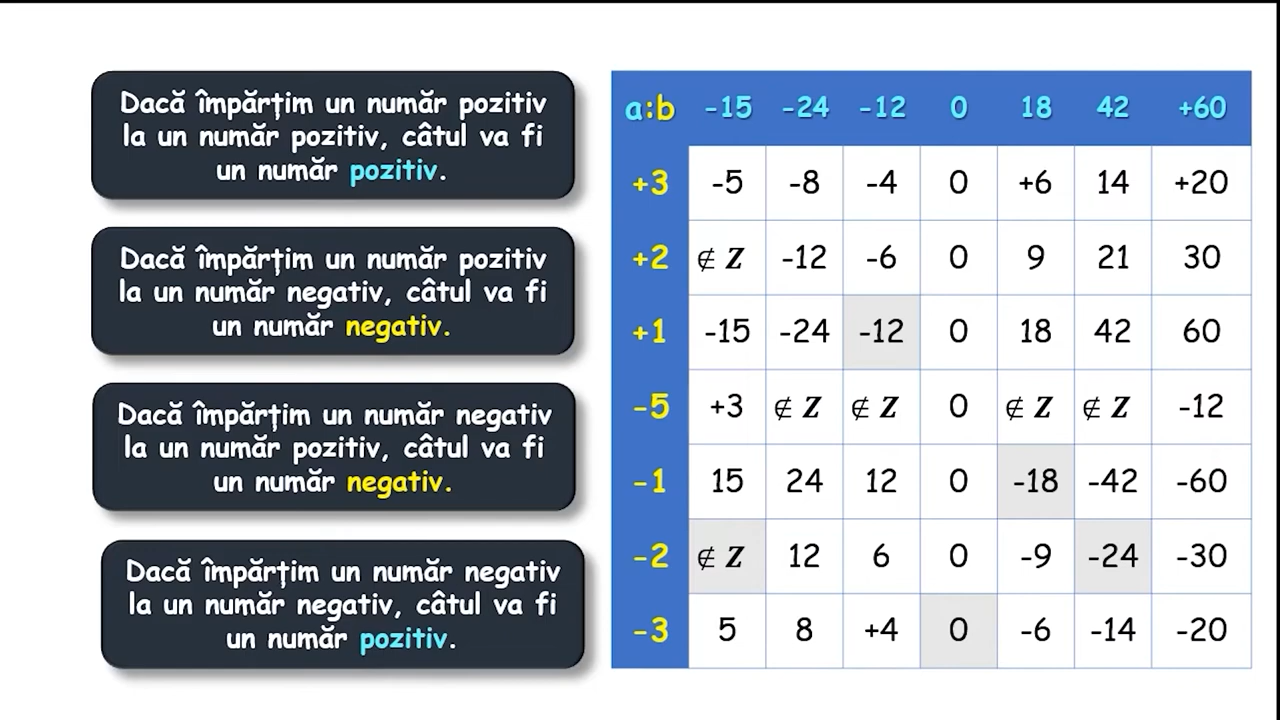 Dacă împărțim un număr pozitiv
la un număr pozitiv, câtul va fi
un număr pozitiv.
Dacă împărțim un număr pozitiv
la un număr negativ, câtul va fi
un număr negativ.
Dacă împărțim un număr negativ
la un număr pozitiv, câtul va fi
un număr negativ.
Dacă împărțim un număr negativ
la un număr negativ, câtul va fi
un număr pozitiv.
a:b -15 -24 -12 0 18 42 +60
+3 -5 -8 -4 0 +6 14 +20
+2 ∉ Z -12 -6 0 9 21 30
+1 -15 -24 -12 0 18 42 60
-5 +3 ∉ Z ∉ Z 0 ∉ Z ∉ Z -12
-1 15 24 12 0 -18 -42 -60
-2 ∉ Z 12 6 0 -9 -24 -30
-3 5 8 +4 0 -6 -14 -20